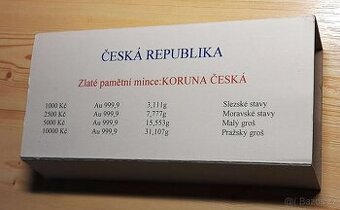 ČESKÁ REPUBLIKA
Zlaté pamětní mince:KORUNA ČESKÁ
1000 Kč Au 999,9 3,111g Slezské stavy
2500 Kč Au 999,9 7,777g Moravské stavy
5000 Kč Au 999,9 15,553g Malý groš
10000 Kč Au 999,9 31,107g Pražský groš